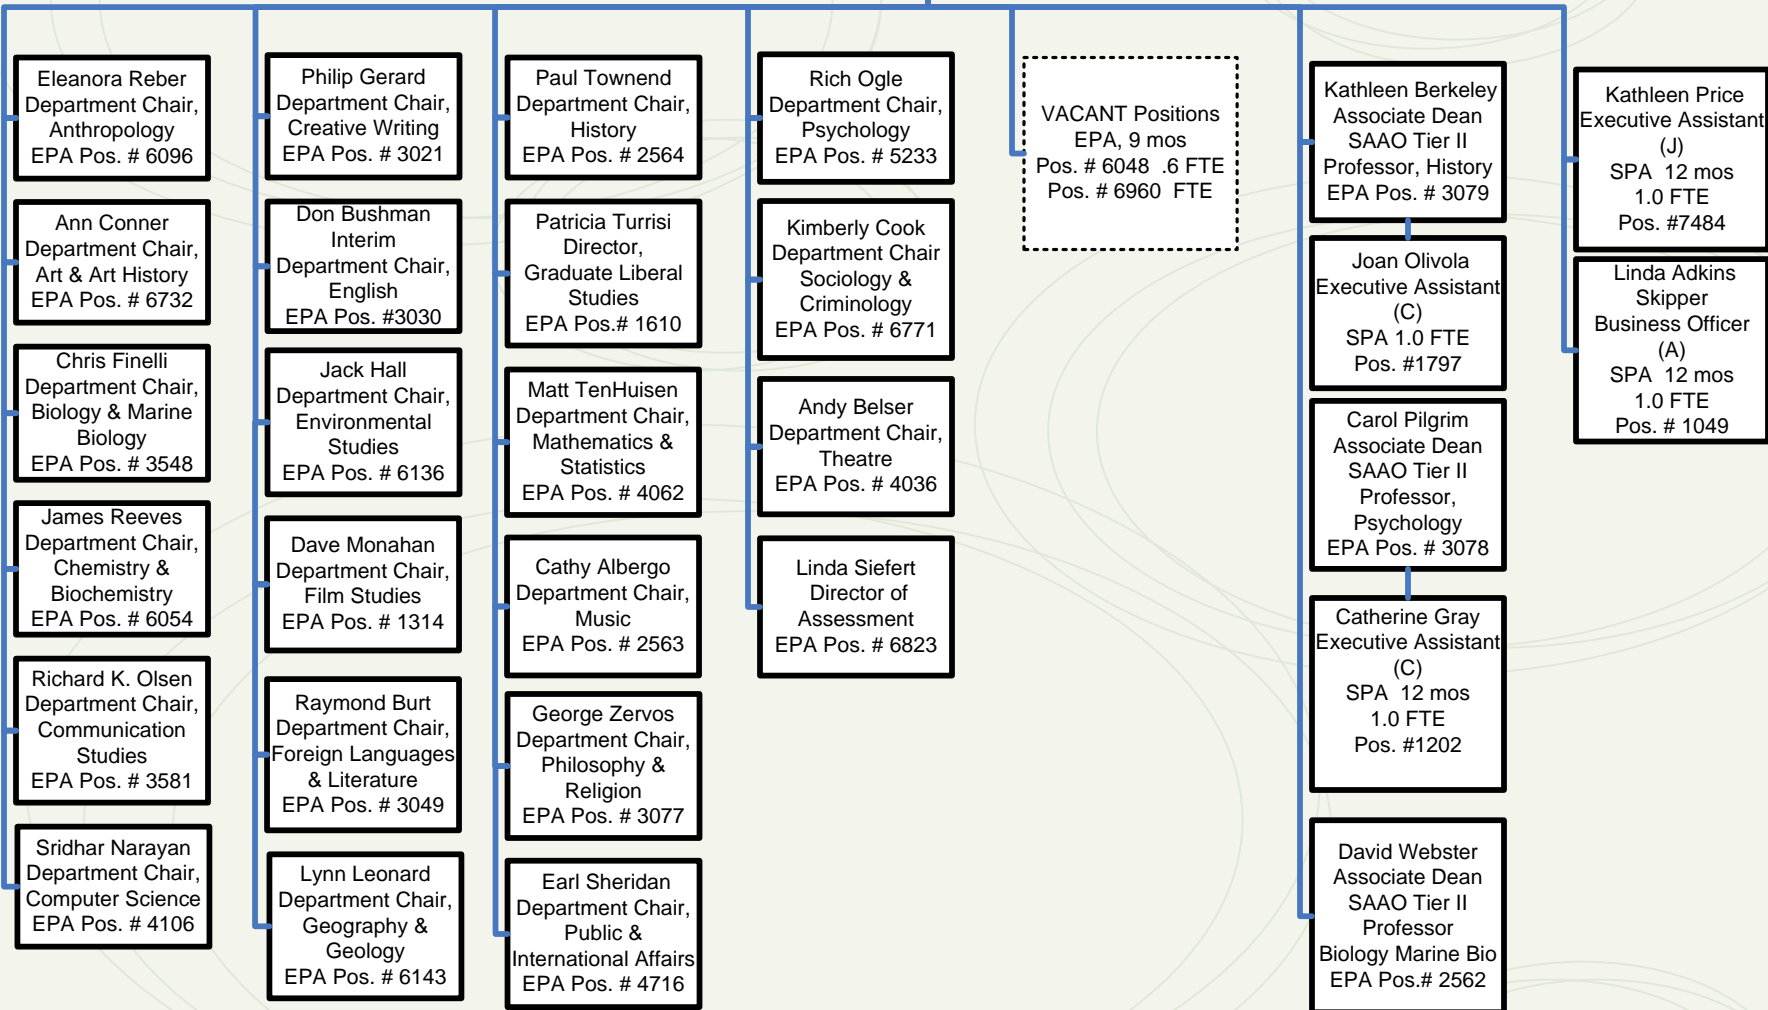 Eleanora Reber
Department Chair,
Anthropology
EPA Pos. # 6096
Ann Conner
Department Chair,
Art & Art History
EPA Pos. # 6732
Chris Finelli
Department Chair,
Biology & Marine
Biology
EPA Pos. # 3548
James Reeves
Department Chair,
Chemistry &
Biochemistry
EPA Pos. # 6054
Richard K. Olsen
Department Chair,
Communication
Studies
EPA Pos. # 3581
Sridhar Narayan
Department Chair,
Computer Science
EPA Pos. # 4106
Philip Gerard
Department Chair,
Creative Writing
EPA Pos. # 3021
Don Bushman
Interim
Department Chair,
English
EPA Pos. #3030
Jack Hall
Department Chair,
Environmental
Studies
EPA Pos. # 6136
Dave Monahan
Department Chair,
Film Studies
EPA Pos. # 1314
Raymond Burt
Department Chair,
Foreign Languages
& Literature
EPA Pos. # 3049
Lynn Leonard
Department Chair,
Geography &
Geology
EPA Pos. # 6143
Paul Townend
Department Chair,
History
EPA Pos. # 2564
Patricia Turrisi
Director,
Graduate Liberal
Studies
EPA Pos.# 1610
Matt TenHuisen
Department Chair,
Mathematics &
Statistics
EPA Pos. # 4062
Cathy Albergo
Department Chair,
Music
EPA Pos. # 2563
George Zervos
Department Chair,
Philosophy &
Religion
EPA Pos. # 3077
Earl Sheridan
Department Chair,
Public &
International Affairs
EPA Pos. # 4716
Rich Ogle
Department Chair,
Psychology
EPA Pos. # 5233
Kimberly Cook
Department Chair
Sociology &
Criminology
EPA Pos. # 6771
Andy Belser
Department Chair,
Theatre
EPA Pos. # 4036
Linda Siefert
Director of
Assessment
EPA Pos. # 6823
VACANT Positions
EPA, 9 mos
Pos. # 6048 .6 FTE
Pos. # 6960 FTE
Kathleen Berkeley
Associate Dean
SAAO Tier II
Professor, History
EPA Pos. # 3079
Joan Olivola
Executive Assistant
(C)
SPA 1.0 FTE
Pos. #1797
Carol Pilgrim
Associate Dean
SAAO Tier II
Professor,
Psychology
EPA Pos. # 3078
Catherine Gray
Executive Assistant
(C)
SPA 12 mos
1.0 FTE
Pos. #1202
David Webster
Associate Dean
SAAO Tier II
Professor
Biology Marine Bio
EPA Pos.# 2562
Kathleen Price
Executive Assistant
(J)
SPA 12 mos
1.0 FTE
Pos. #7484
Linda Adkins
Skipper
Business Officer
(A)
SPA 12 mos
1.0 FTE
Pos. # 1049